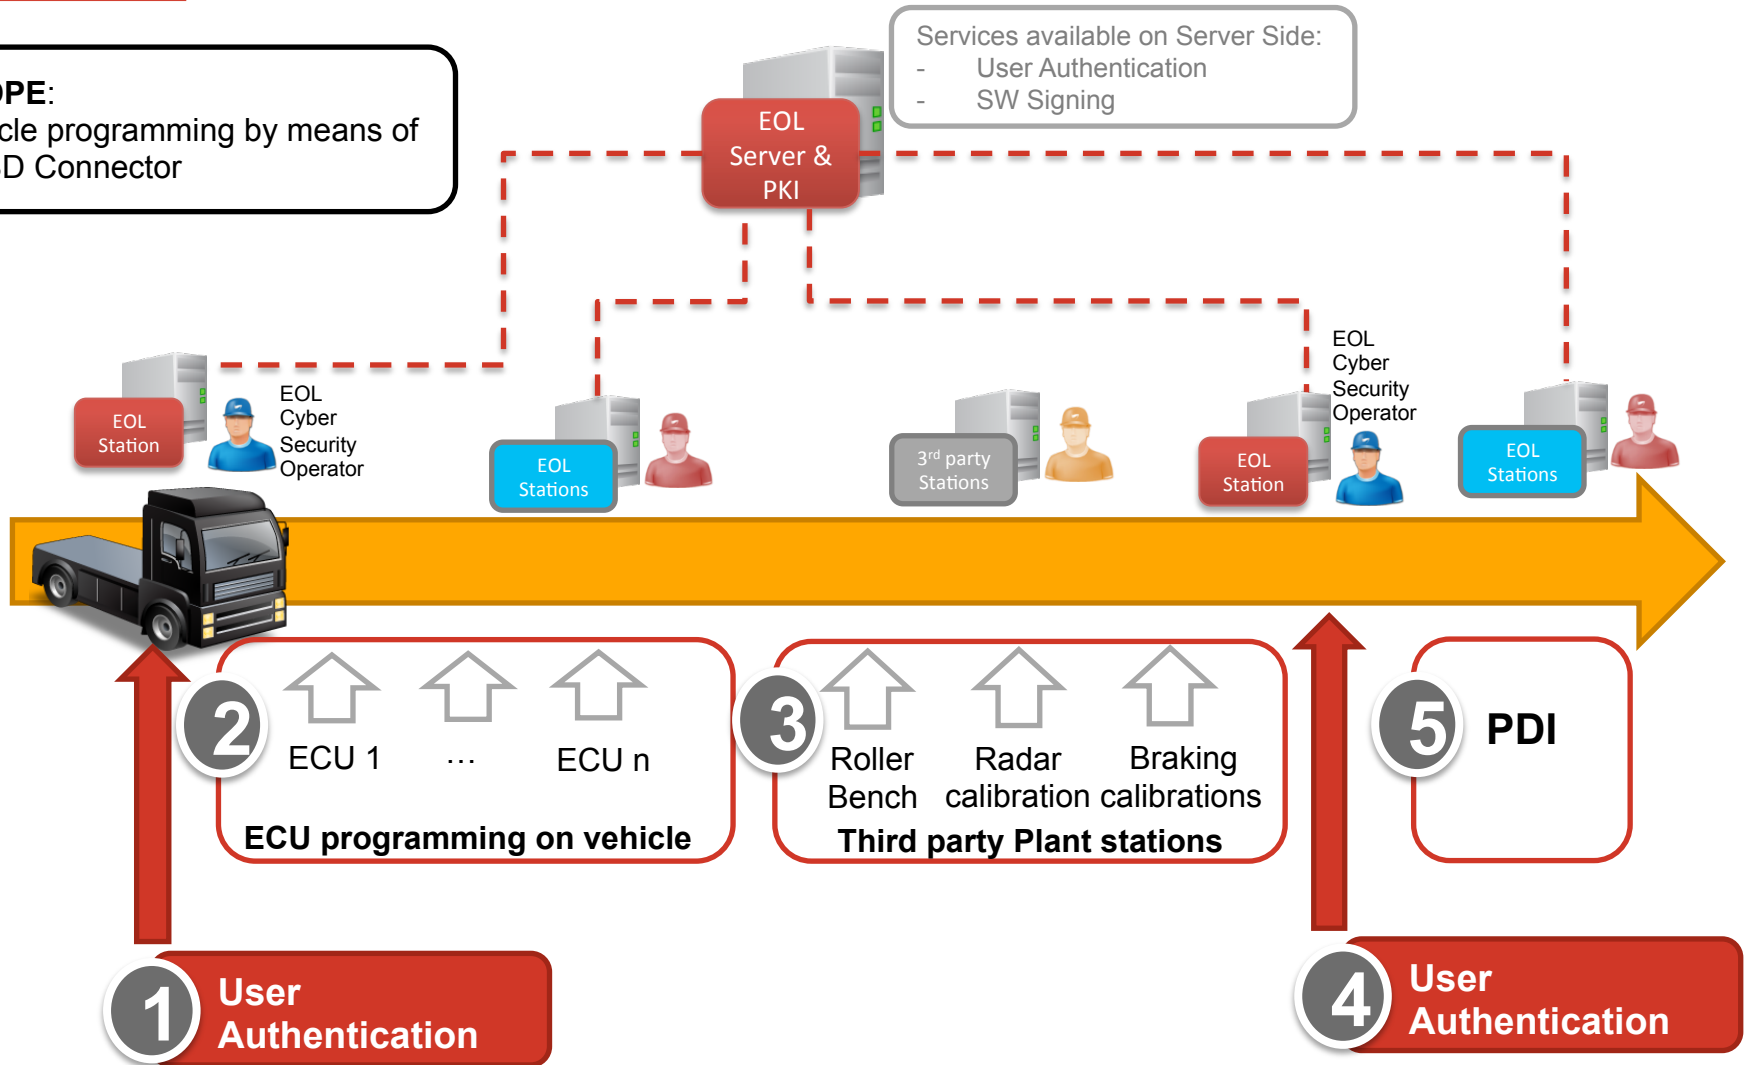 Services available on Server Side:
- User Authentication
- SW Signing
OPE:
cle programming by means of
D Connector
EOL
Server &
PKI
EOL
Station
EOL
Cyber
Security
Operator
EOL
Stations
3rd party
Stations
EOL
Station
EOL
Cyber
Security
Operator
EOL
Stations
2
ECU 1
...
ECU n
ECU programming on vehicle
3
Roller
Bench
Radar
calibration
Braking
calibrations
Third party Plant stations
5
PDI
1
User
Authentication
4
User
Authentication